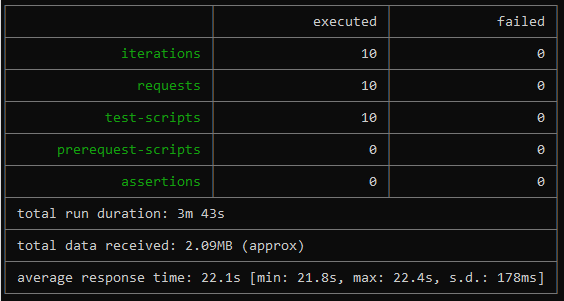 executed failed
iterations 10 0
requests 10 0
test-scripts 10 0
prerequest-scripts 0 0
assertions 0 0
total run duration: 3m 43s
total data received: 2.09MB (approx)
average response time: 22.1s [min: 21.8s, max: 22.4s, s.d.: 178ms]